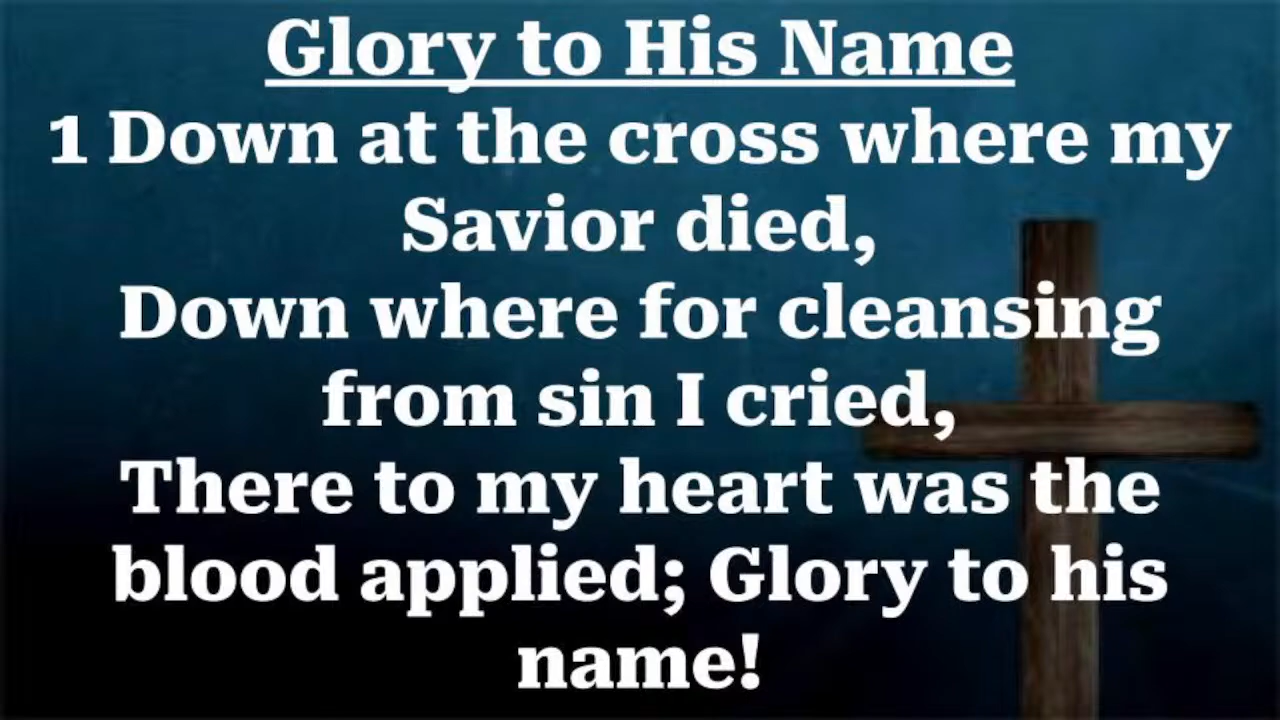 Glory to His Name
1 Down at the cross where my
Savior died,
Down where for cleansing
from sin I cried,
There to my heart was the
blood applied; Glory to his
name!